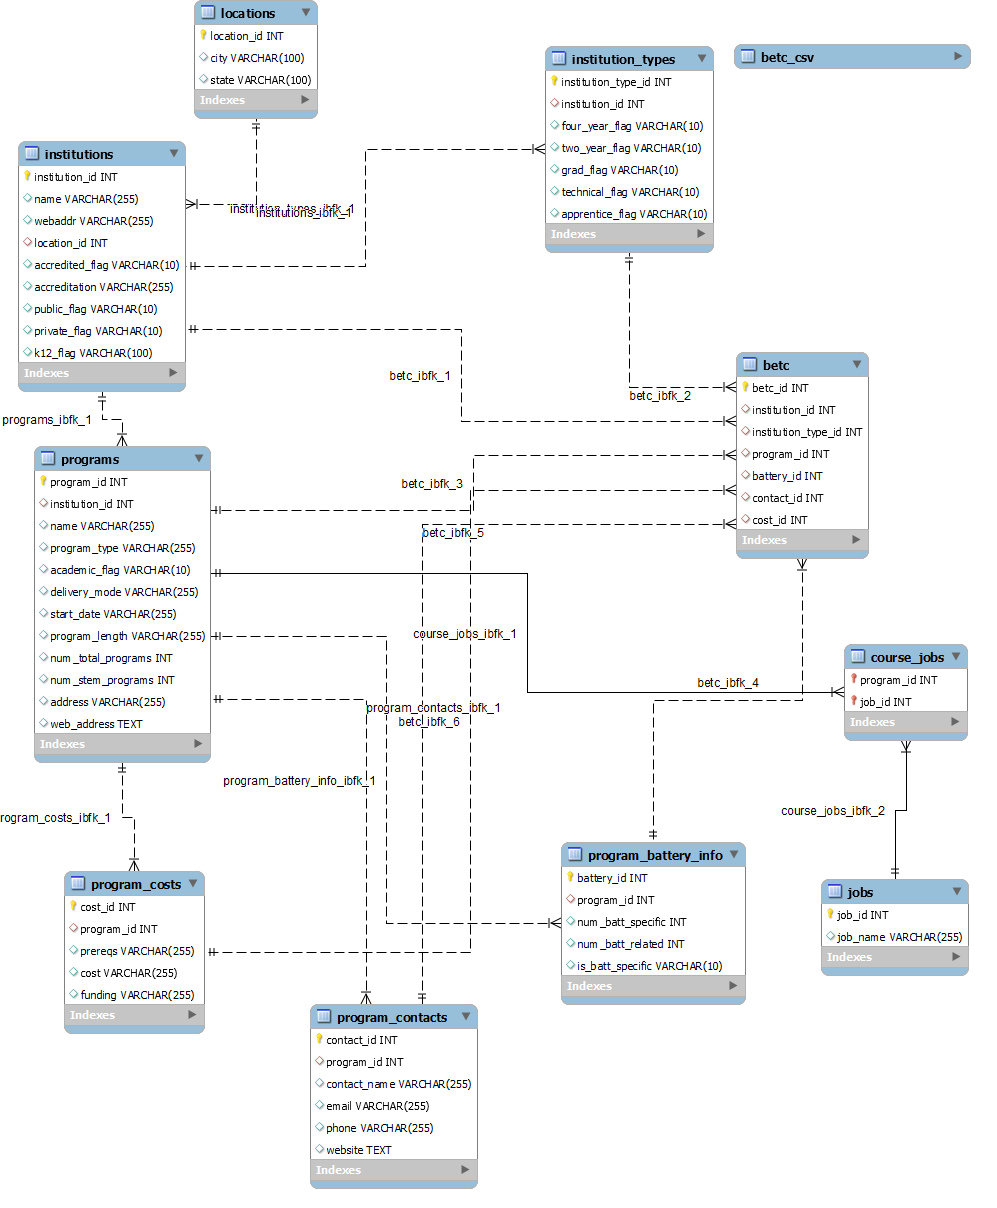 locations
location_id INT
city VARCHAR(100)
state VARCHAR(100)
Indexes
institution_types
institution_type_id INT
institution_id INT
four_year_flag VARCHAR(10)
two_year_flag VARCHAR(10)
grad_flag VARCHAR(10)
technical_flag VARCHAR(10)
apprentice_flag VARCHAR(10)
Indexes
betc_csv
institutions
institution_id INT
name VARCHAR(255)
webaddr VARCHAR(255)
location_id INT
accredited_flag VARCHAR(10)
accreditation VARCHAR(255)
public_flag VARCHAR(10)
private_flag VARCHAR(10)
k12_flag VARCHAR(100)
Indexes
institution_types_ibfk_1
institutions_ibfk_1
betc_ibfk_1
betc_ibfk_2
betc
betc_id INT
institution_id INT
institution_type_id INT
program_id INT
battery_id INT
contact_id INT
cost_id INT
Indexes
programs_ibfk_1
programs
program_id INT
institution_id INT
name VARCHAR(255)
program_type VARCHAR(255)
academic_flag VARCHAR(10)
delivery_mode VARCHAR(255)
start_date VARCHAR(255)
program_length VARCHAR(255)
num_total_programs INT
num_stem_programs INT
address VARCHAR(255)
web_address TEXT
Indexes
betc_ibfk_3
betc_ibfk_5
course_jobs_ibfk_1
betc_ibfk_4
program_contacts_ibfk_1
betc_ibfk_6
program_battery_info_ibfk_1
course_jobs
program_id INT
job_id INT
Indexes
course_jobs_ibfk_2
rogram_costs_ibfk_1
program_costs
cost_id INT
program_id INT
prereqs VARCHAR(255)
cost VARCHAR(255)
funding VARCHAR(255)
Indexes
program_battery_info
battery_id INT
program_id INT
num_batt_specific INT
num_batt_related INT
is_batt_specific VARCHAR(10)
Indexes
jobs
job_id INT
job_name VARCHAR(255)
Indexes
program_contacts
contact_id INT
program_id INT
contact_name VARCHAR(255)
email VARCHAR(255)
phone VARCHAR(255)
website TEXT
Indexes